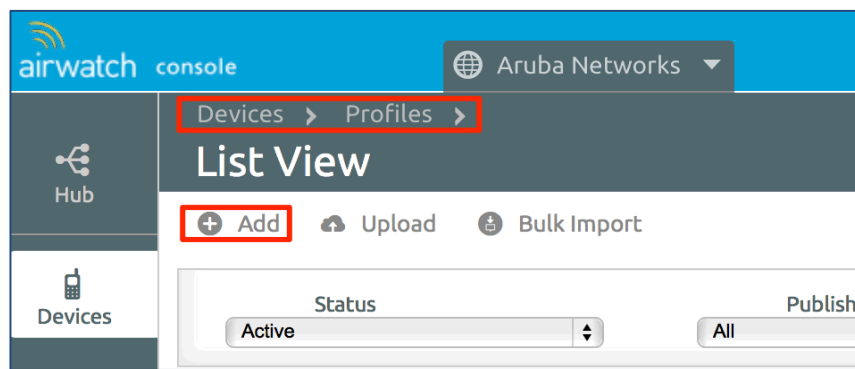 airwatch console
Aruba Networks
Devices Profiles
List View
Hub
Add Upload Bulk Import
Devices
Status Publish
Active All